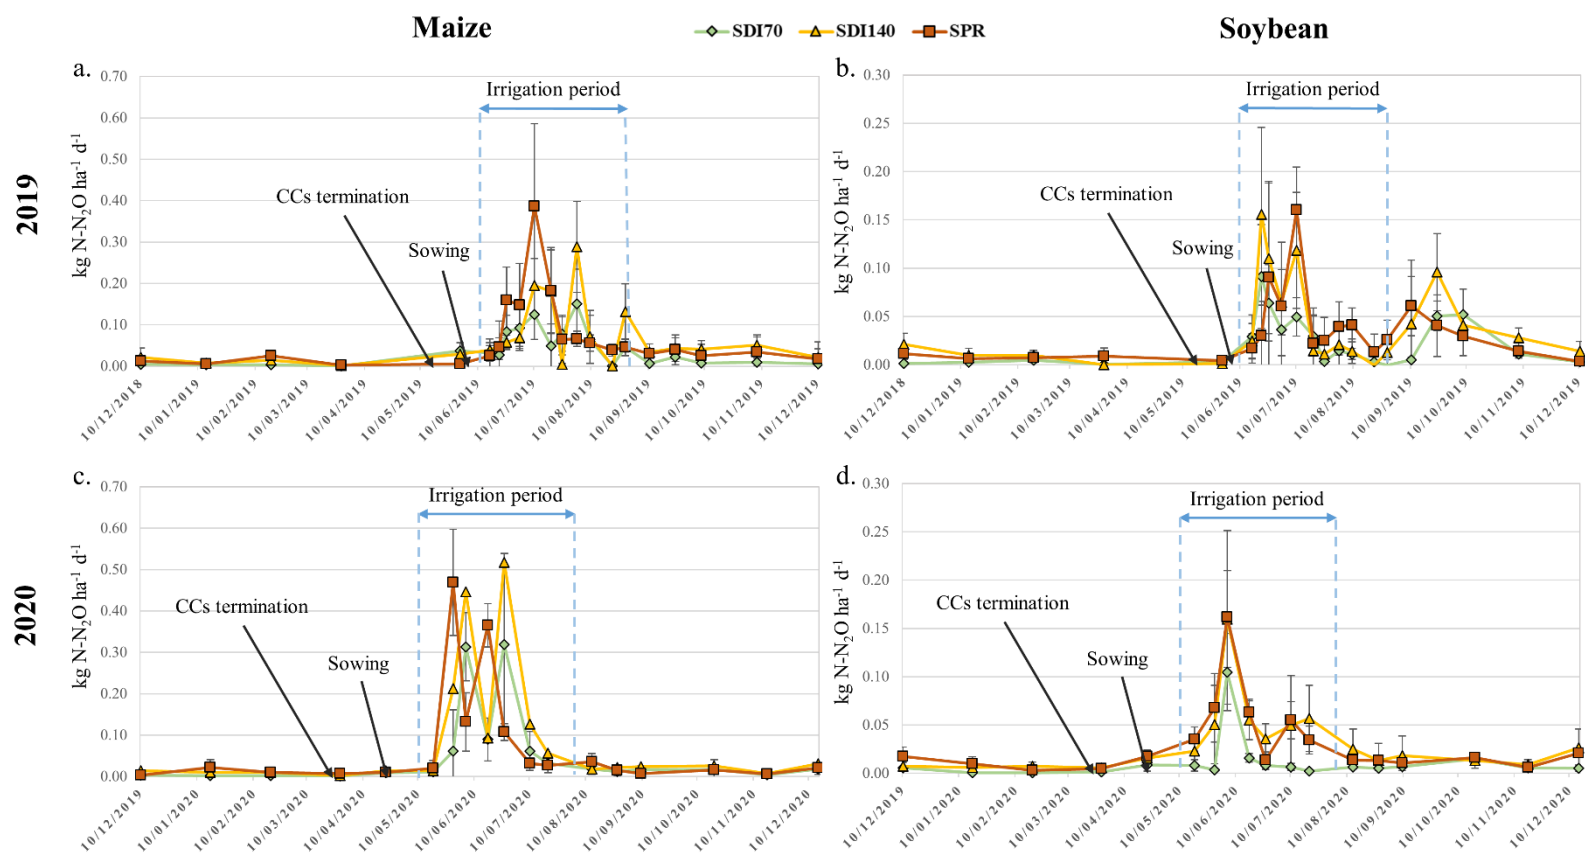 Maize
SDI70 SDI140 SPR
Soybean
2019
a.
kg N-N₂O ha⁻¹ d⁻¹
0.70
0.60
0.50
0.40
0.30
0.20
0.10
0.00
Irrigation period
CCs termination
Sowing
10/12/2018 10/01/2019 10/02/2019 10/03/2019 10/04/2019 10/05/2019 10/06/2019 10/07/2019 10/08/2019 10/09/2019 10/10/2019 10/11/2019 10/12/2019
b.
kg N-N₂O ha⁻¹ d⁻¹
0.30
0.25
0.20
0.15
0.10
0.05
0.00
Irrigation period
CCs termination
Sowing
10/12/2018 10/01/2019 10/02/2019 10/03/2019 10/04/2019 10/05/2019 10/06/2019 10/07/2019 10/08/2019 10/09/2019 10/10/2019 10/11/2019 10/12/2019
2020
c.
kg N-N₂O ha⁻¹ d⁻¹
0.70
0.60
0.50
0.40
0.30
0.20
0.10
0.00
Irrigation period
CCs termination
Sowing
10/12/2019 10/01/2020 10/02/2020 10/03/2020 10/04/2020 10/05/2020 10/06/2020 10/07/2020 10/08/2020 10/09/2020 10/10/2020 10/11/2020 10/12/2020
d.
kg N-N₂O ha⁻¹ d⁻¹
0.30
0.25
0.20
0.15
0.10
0.05
0.00
Irrigation period
CCs termination
Sowing
10/12/2019 10/01/2020 10/02/2020 10/03/2020 10/04/2020 10/05/2020 10/06/2020 10/07/2020 10/08/2020 10/09/2020 10/10/2020 10/11/2020 10/12/2020